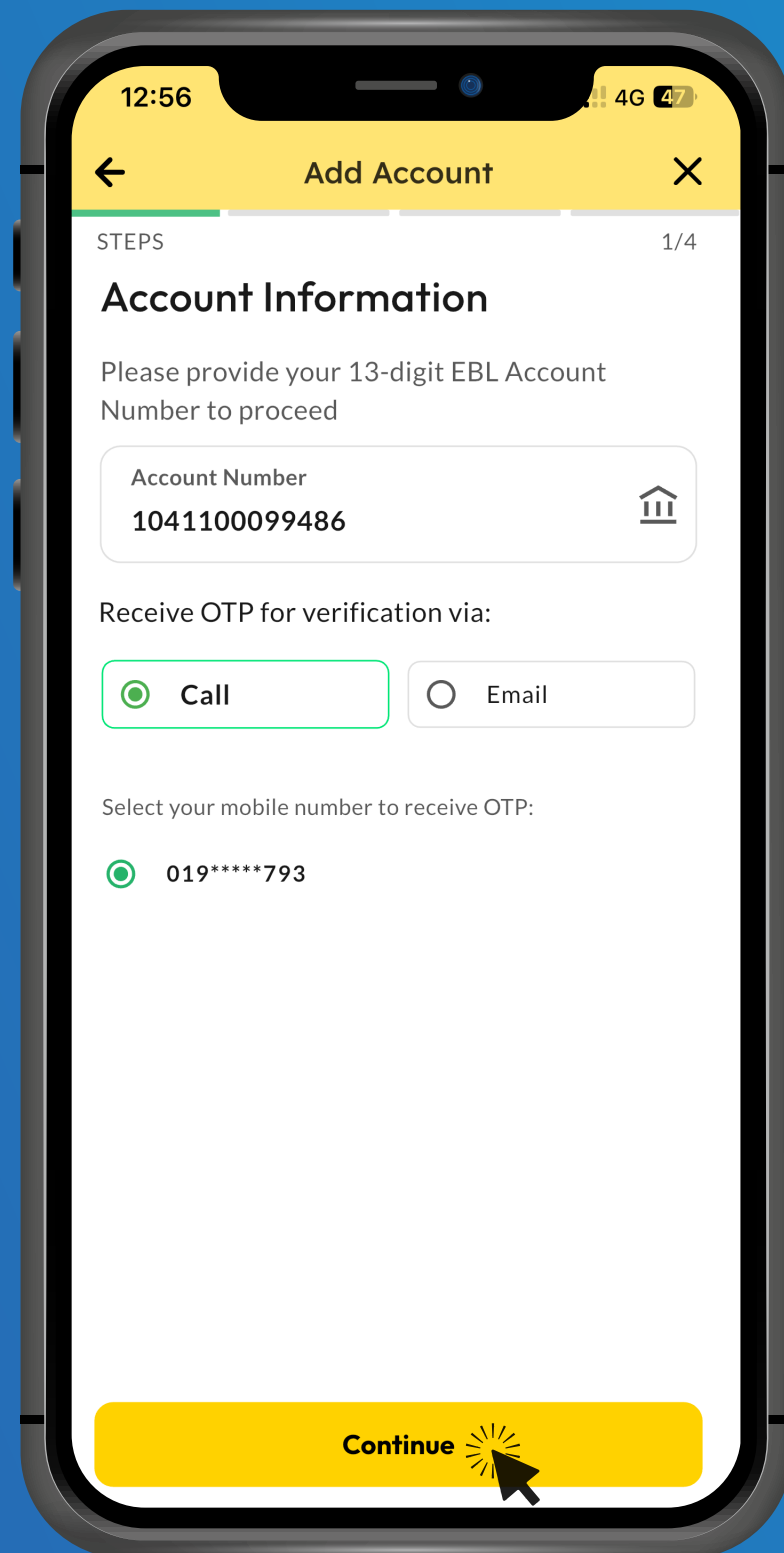 12:56 4G 47
Add Account
STEPS 1/4
Account Information
Please provide your 13-digit EBL Account
Number to proceed
Account Number
1041100099486
Receive OTP for verification via:
Call Email
Select your mobile number to receive OTP:
019*****793
Continue